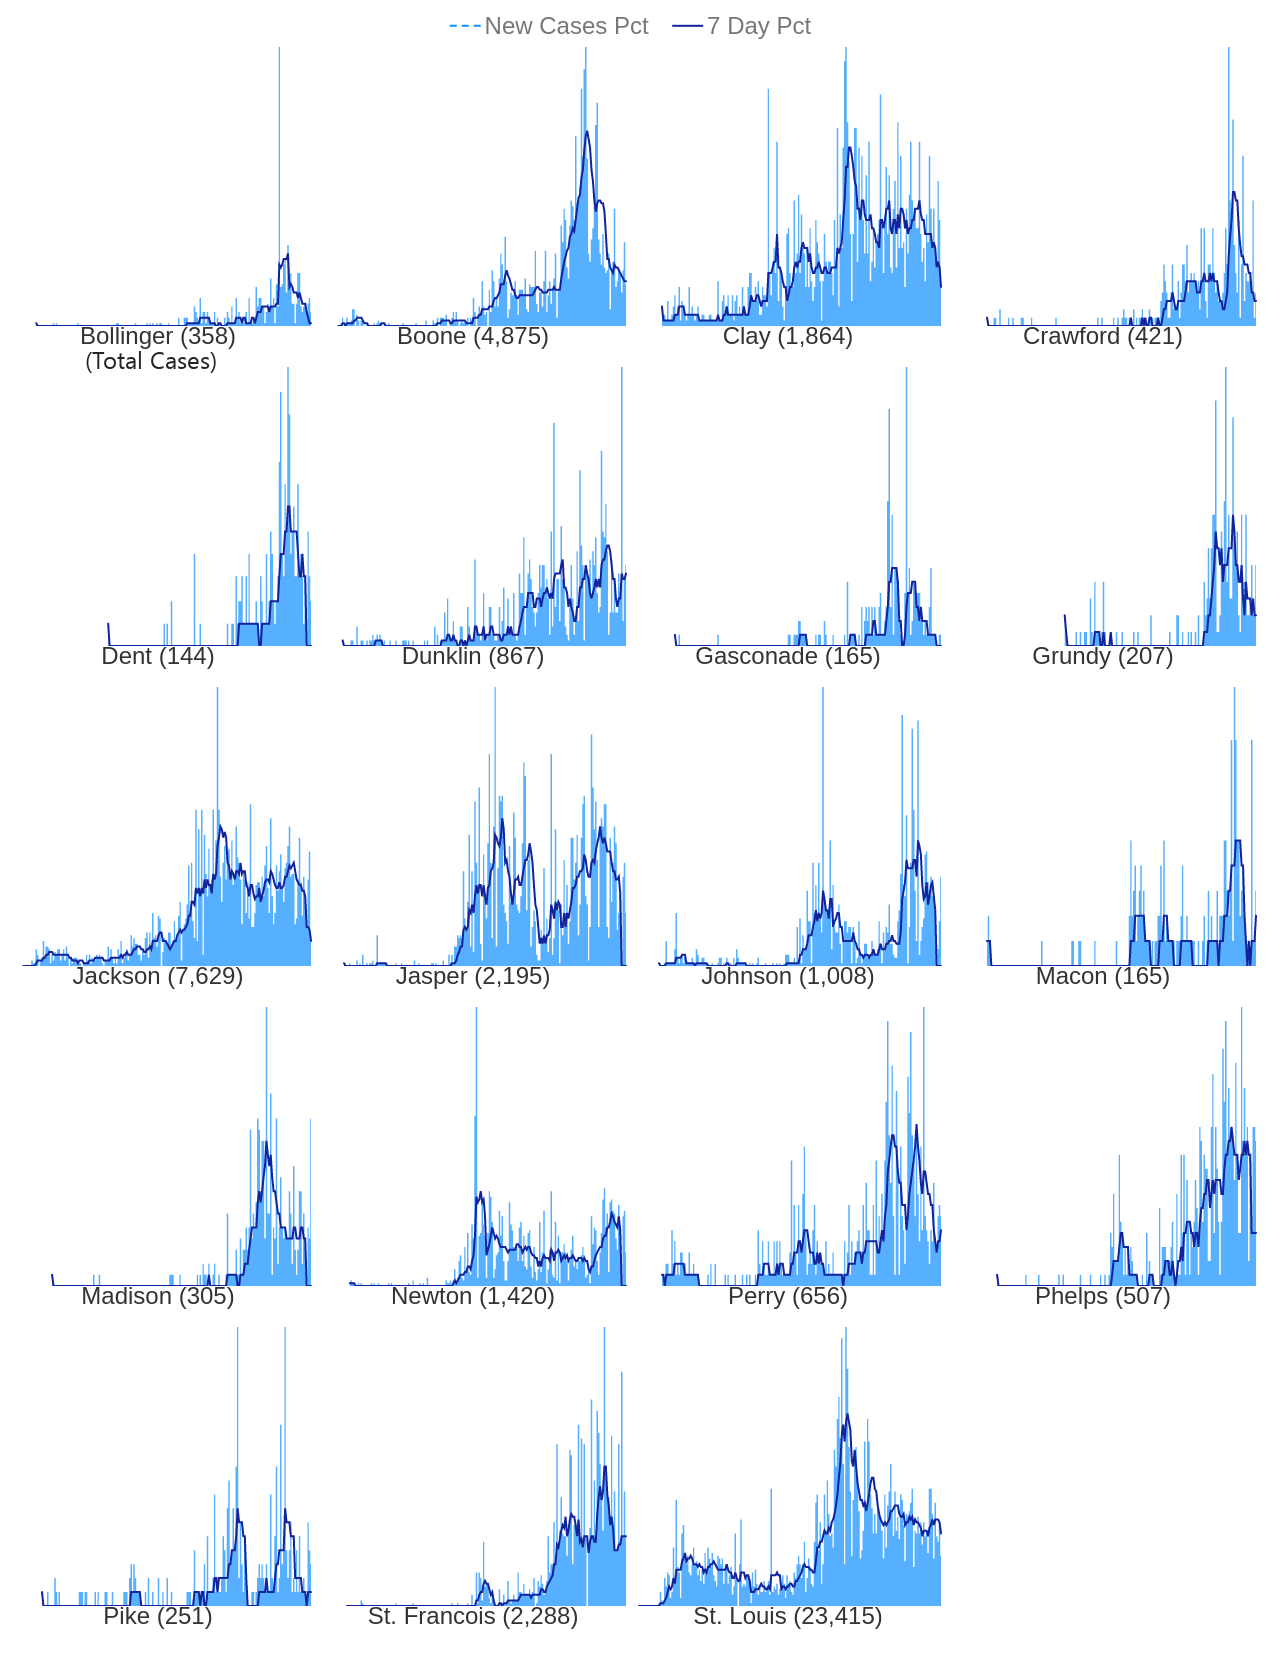 New Cases Pct 7 Day Pct
Bollinger (358) Boone (4,875) Clay (1,864) Crawford (421)
(Total Cases)
Dent (144) Dunklin (867) Gasconade (165) Grundy (207)
Jackson (7,629) Jasper (2,195) Johnson (1,008) Macon (165)
Madison (305) Newton (1,420) Perry (656) Phelps (507)
Pike (251) St. Francois (2,288) St. Louis (23,415)